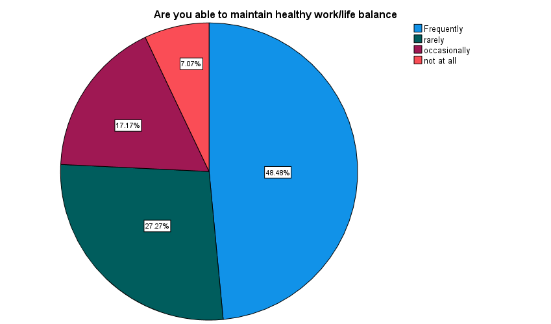 Are you able to maintain healthy work/life balance
Frequently
rarely
occasionally
not at all
7.07%
17.17%
48.48%
27.27%